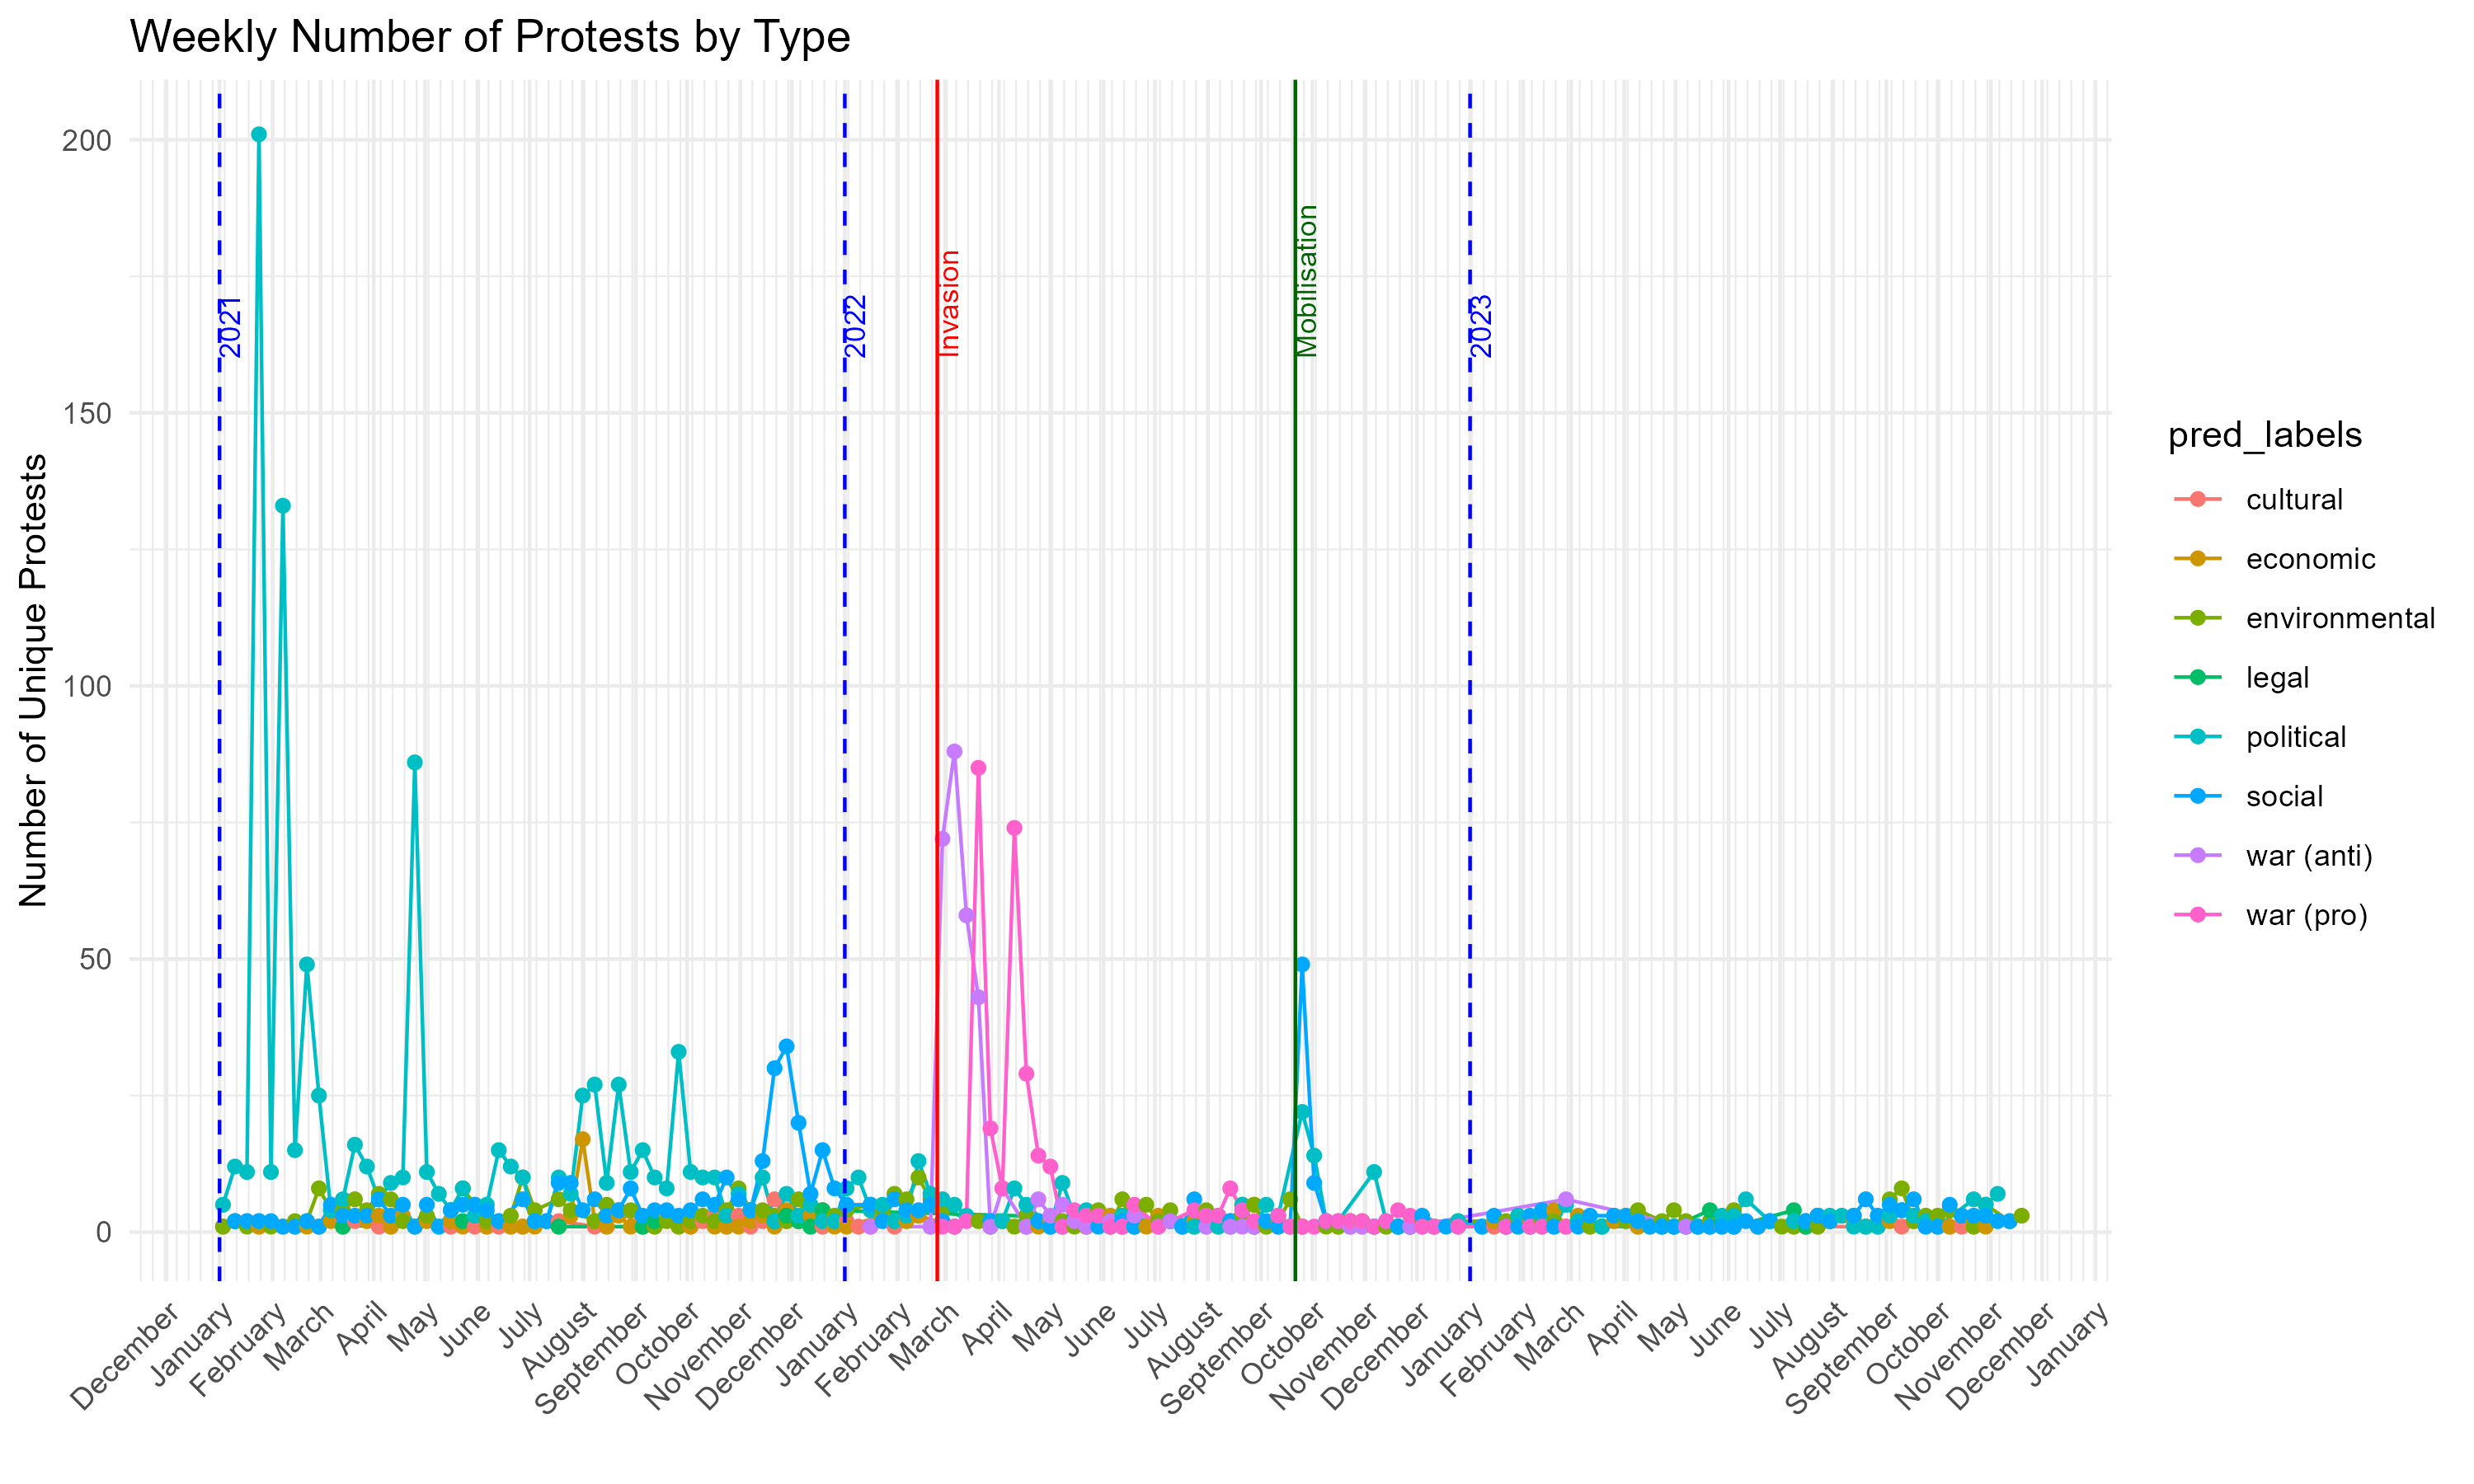 Weekly Number of Protests by Type
Number of Unique Protests
200
150
100
50
0
2021
2022
Invasion
Mobilisation
2023
December
January
February
March
April
May
June
July
August
September
October
November
December
January
February
March
April
May
June
July
August
September
October
November
December
January
February
March
April
May
June
July
August
September
October
November
December
January
pred_labels
cultural
economic
environmental
legal
political
social
war (anti)
war (pro)